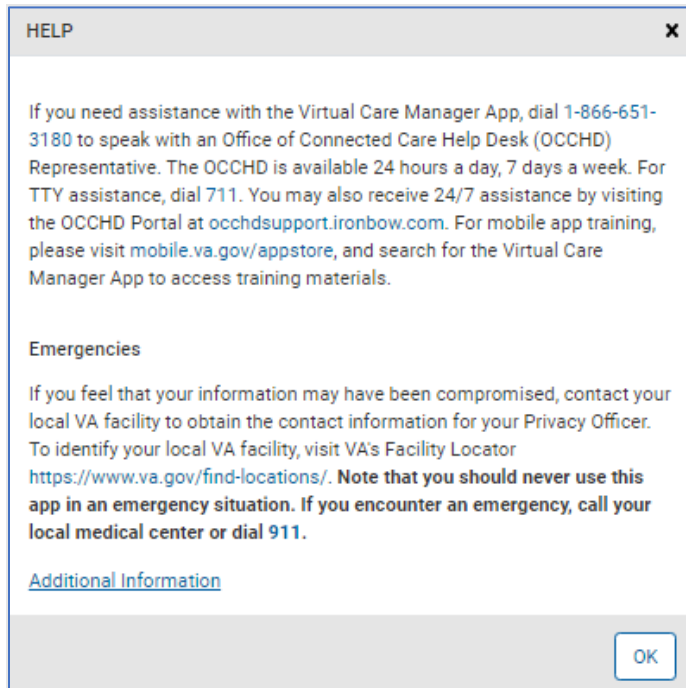 HELP
x
If you need assistance with the Virtual Care Manager App, dial 1-866-651-
3180 to speak with an Office of Connected Care Help Desk (OCCHD)
Representative. The OCCHD is available 24 hours a day, 7 days a week. For
TTY assistance, dial 711. You may also receive 24/7 assistance by visiting
the OCCHD Portal at occhdsupport.ironbow.com. For mobile app training,
please visit mobile.va.gov/appstore, and search for the Virtual Care
Manager App to access training materials.
Emergencies
If you feel that your information may have been compromised, contact your
local VA facility to obtain the contact information for your Privacy Officer.
To identify your local VA facility, visit VA's Facility Locator
https://www.va.gov/find-locations/. Note that you should never use this
app in an emergency situation. If you encounter an emergency, call your
local medical center or dial 911.
Additional Information
OK